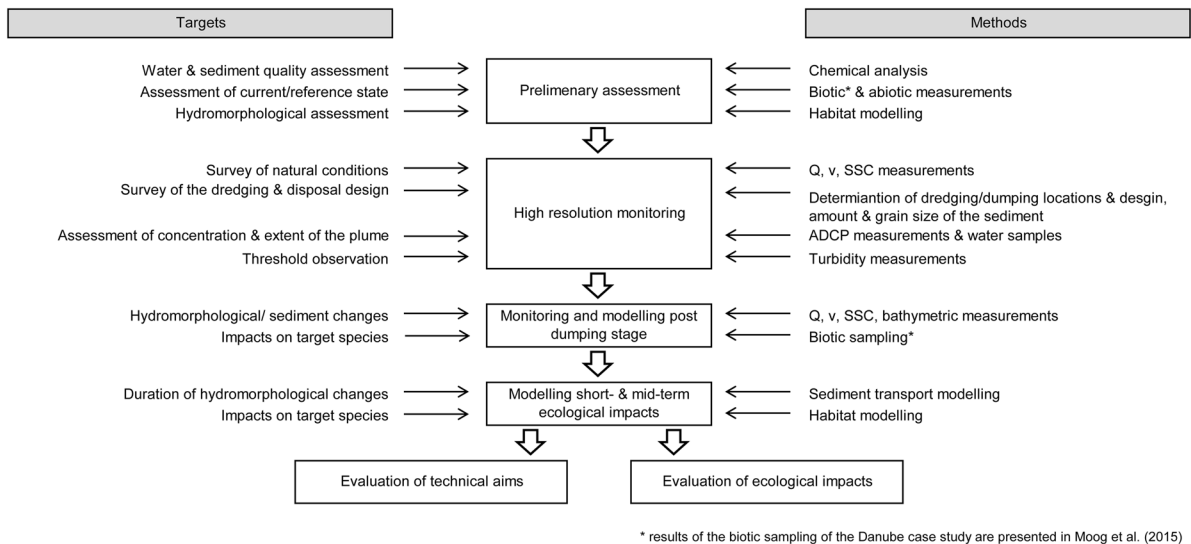 Targets
Methods
Water & sediment quality assessment
Assessment of current/reference state
Hydromorphological assessment
Prelimenary assessment
Chemical analysis
Biotic* & abiotic measurements
Habitat modelling
Survey of natural conditions
Survey of the dredging & disposal design
Assessment of concentration & extent of the plume
Threshold observation
High resolution monitoring
Q, v, SSC measurements
Determiantion of dredging/dumping locations & desgin,
amount & grain size of the sediment
ADCP measurements & water samples
Turbidity measurements
Hydromorphological/ sediment changes
Impacts on target species
Monitoring and modelling post
dumping stage
Q, v, SSC, bathymetric measurements
Biotic sampling*
Duration of hydromorphological changes
Impacts on target species
Modelling short- & mid-term
ecological impacts
Sediment transport modelling
Habitat modelling
Evaluation of technical aims
Evaluation of ecological impacts
* results of the biotic sampling of the Danube case study are presented in Moog et al. (2015)